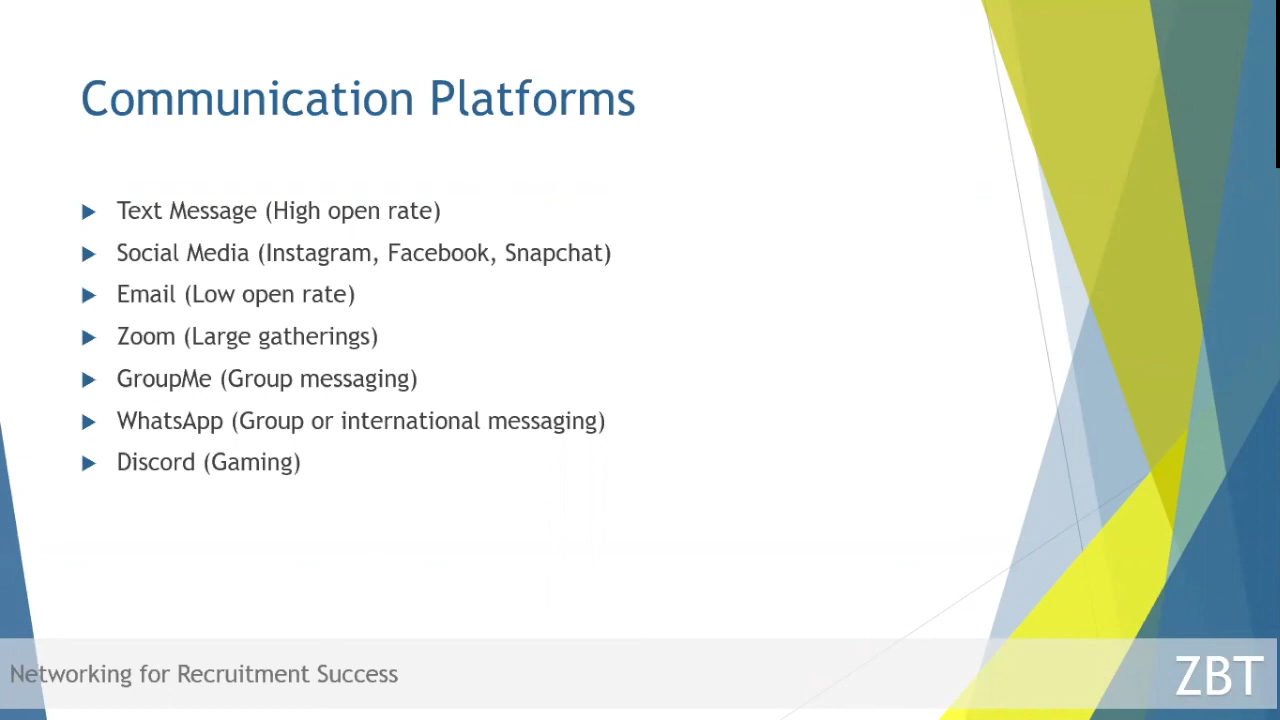 Communication Platforms
Text Message (High open rate)
Social Media (Instagram, Facebook, Snapchat)
Email (Low open rate)
Zoom (Large gatherings)
GroupMe (Group messaging)
WhatsApp (Group or international messaging)
Discord (Gaming)
Networking for Recruitment Success
ZBT